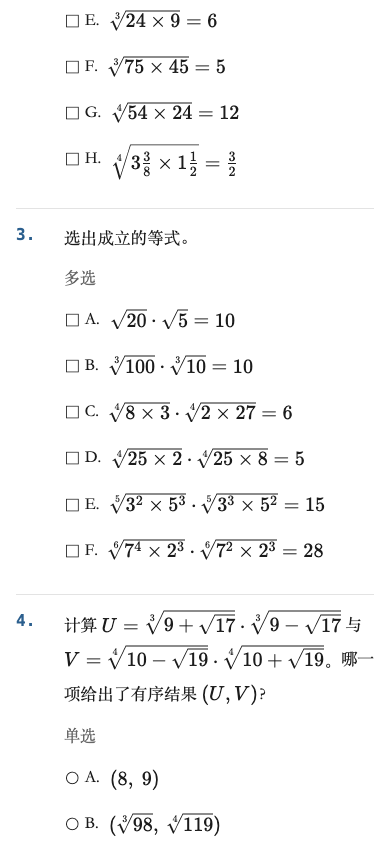 E. ∛(24 × 9) = 6
F. ∛(75 × 45) = 5
G. ∜(54 × 24) = 12
H. ∜(3 3/8 × 1 1/2) = 3/2
3. 选出成立的等式。
多选
A. √20 · √5 = 10
B. ∛100 · ∛10 = 10
C. ∜(8 × 3) · ∜(2 × 27) = 6
D. ∜(25 × 2) · ∜(25 × 8) = 5
E. ⁵√(3² × 5³) · ⁵√(3³ × 5²) = 15
F. ⁶√(7⁴ × 2³) · ⁶√(7² × 2³) = 28
4. 计算 U = ∛(9 + √17) · ∛(9 − √17) 与
V = ∜(10 − √19) · ∜(10 + √19)。哪一
项给出了有序结果 (U, V)?
单选
A. (8, 9)
B. (∛98, ∜119)